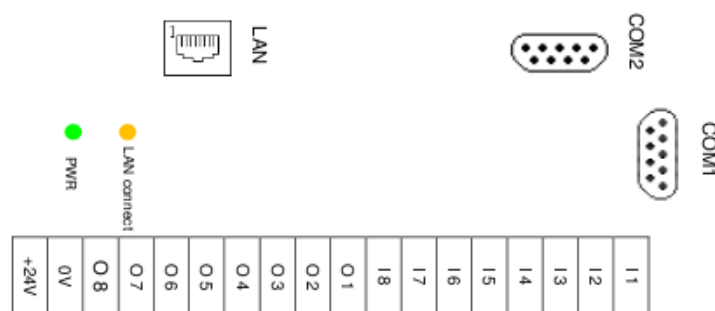 LAN
COM2
COM1
PWR
LAN connect
+24V
0V
O 8
O 7
O 6
O 5
O 4
O 3
O 2
O 1
I8
I7
I6
I5
I4
I3
I2
I1